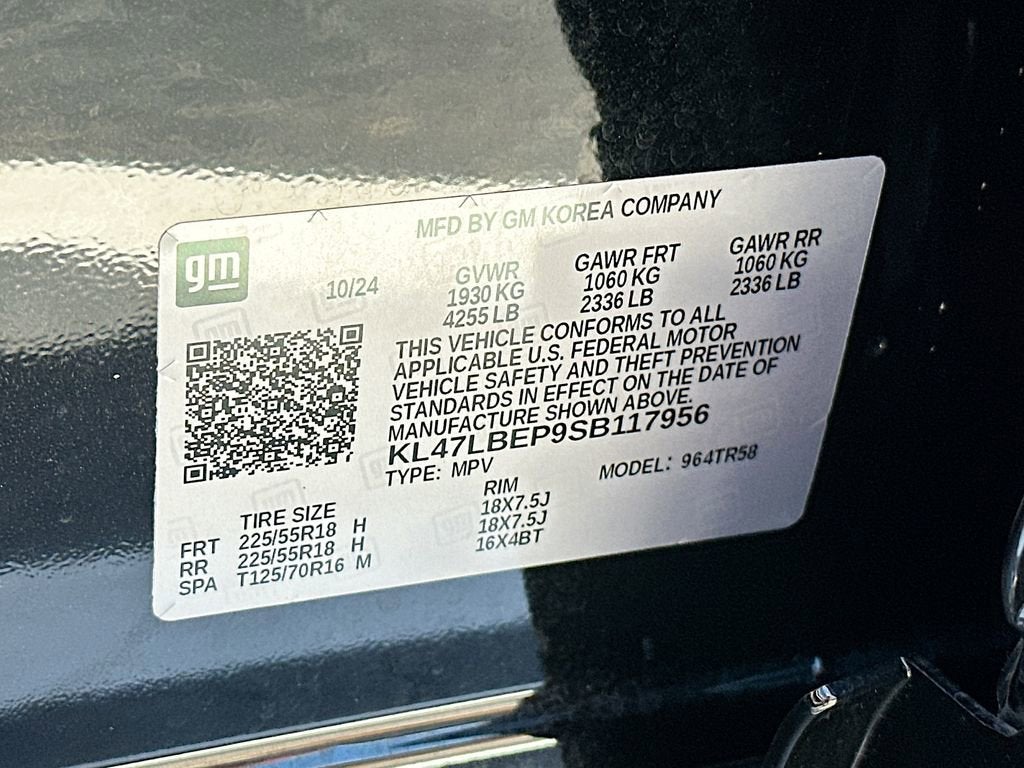 MFD BY GM KOREA COMPANY
gm
10/24
GVWR
1930 KG
4255 LB
GAWR FRT
1060 KG
2336 LB
GAWR RR
1060 KG
2336 LB
THIS VEHICLE CONFORMS TO ALL
APPLICABLE U.S. FEDERAL MOTOR
VEHICLE SAFETY AND THEFT PREVENTION
STANDARDS IN EFFECT ON THE DATE OF
MANUFACTURE SHOWN ABOVE.
KL47LBEP9SB117956
TYPE: MPV MODEL: 964TR58
TIRE SIZE RIM
FRT 225/55R18 H 18X7.5J
RR 225/55R18 H 18X7.5J
SPA T125/70R16 M 16X4BT